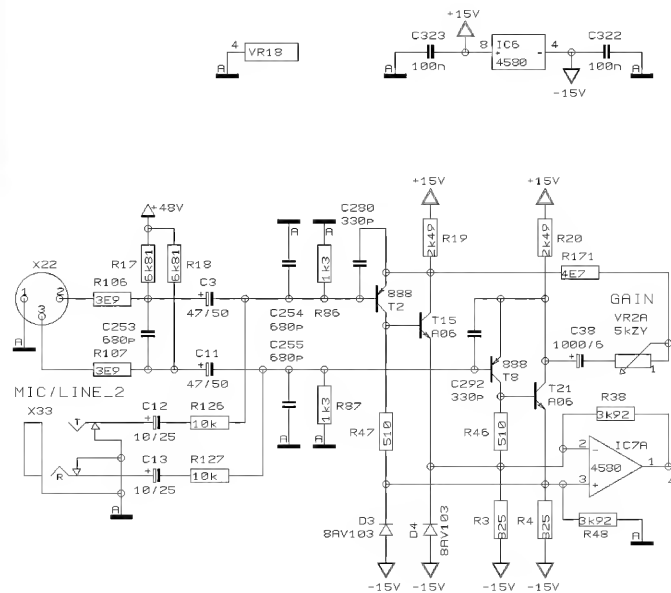 +15V
C323
8
IC6
4
C322
4
VR18
A
A
100n
4580
100n
A
-15V
C280
330p
+15V
+15V
+48V
A
A
R19
2k49
R20
2k49
R171
4E7
X22
R17
6k81
R18
6k81
1k3
R106
3E9
C3
47/50
888
T2
GAIN
VR2A
5kZY
1
2
3
C253
680p
C254
680p
R86
T15
A06
C38
1000/6
1
C255
680p
R107
3E9
C11
47/50
888
T8
A
MIC/LINE_2
C292
330p
T21
A06
R38
3k92
X33
T
C12
10/25
R126
10k
1k3
R87
R47
510
R46
510
2
IC7A
4580
1
4
R
C13
10/25
R127
10k
3
A
D3
8AV103
D4
8AV103
R3
825
R4
825
3k92
R48
A
-15V
-15V
-15V
-15V